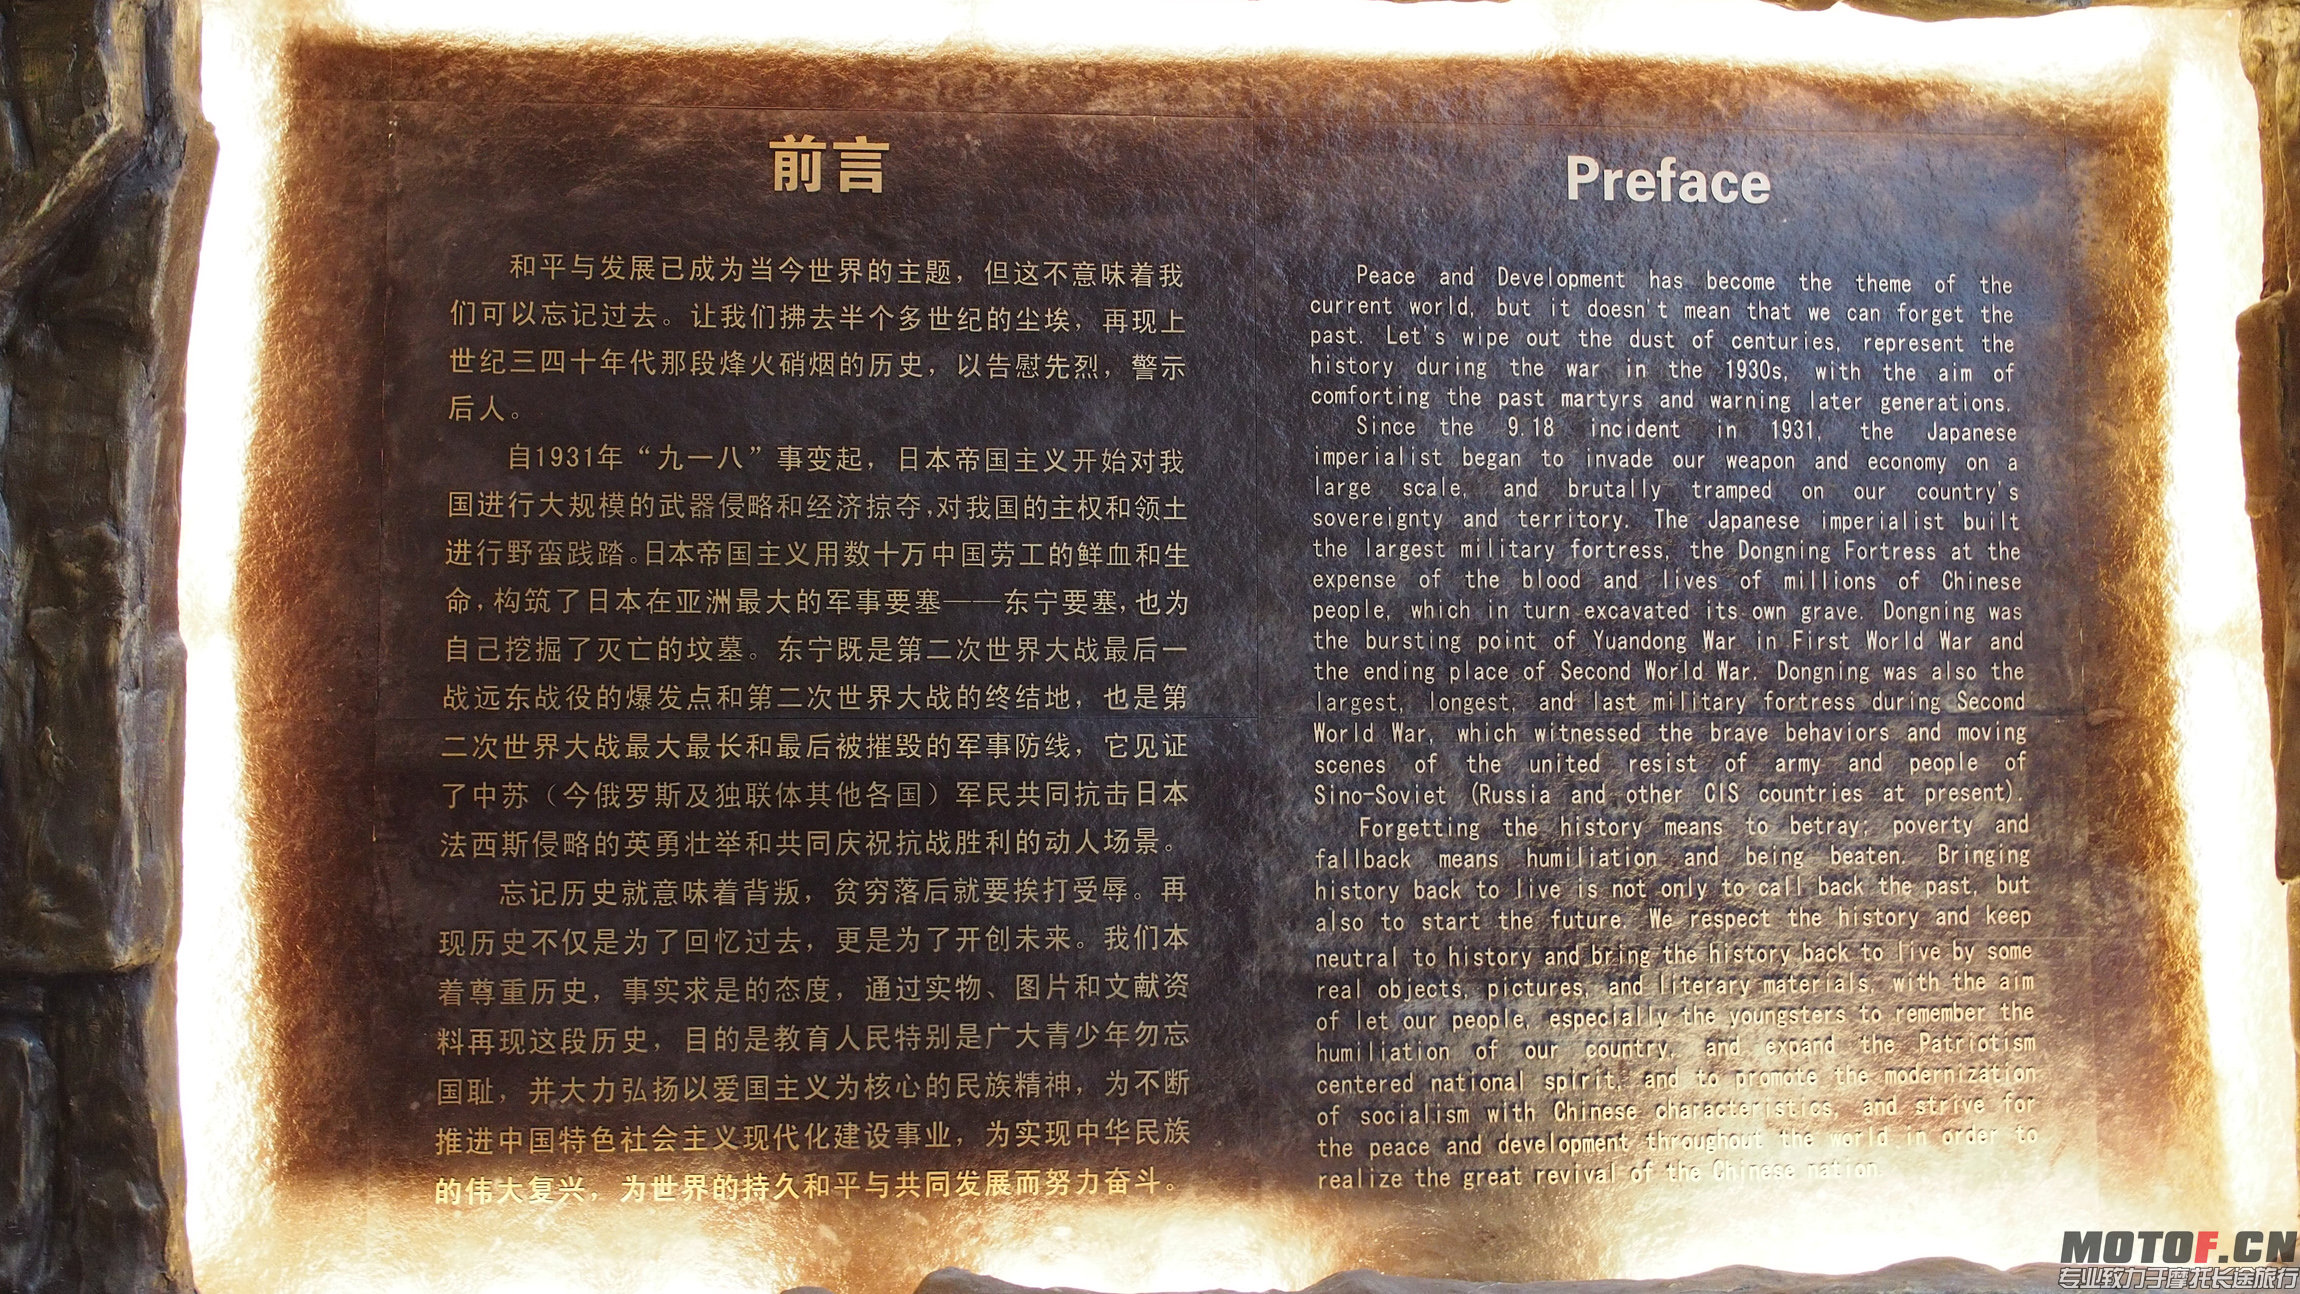 前言
和平与发展已成为当今世界的主题，但这不意味着我
们可以忘记过去。让我们拂去半个多世纪的尘埃，再现上
世纪三四十年代那段烽火硝烟的历史，以告慰先烈，警示
后人。
自1931年“九一八”事变起，日本帝国主义开始对我
国进行大规模的武器侵略和经济掠夺,对我国的主权和领土
进行野蛮践踏。日本帝国主义用数十万中国劳工的鲜血和生
命,构筑了日本在亚洲最大的军事要塞——东宁要塞,也为
自己挖掘了灭亡的坟墓。东宁既是第二次世界大战最后一
战远东战役的爆发点和第二次世界大战的终结地，也是第
二次世界大战最大最长和最后被摧毁的军事防线，它见证
了中苏（今俄罗斯及独联体其他各国）军民共同抗击日本
法西斯侵略的英勇壮举和共同庆祝抗战胜利的动人场景。
忘记历史就意味着背叛，贫穷落后就要挨打受辱。再
现历史不仅是为了回忆过去，更是为了开创未来。我们本
着尊重历史，事实求是的态度，通过实物、图片和文献资
料再现这段历史，目的是教育人民特别是广大青少年勿忘
国耻，并大力弘扬以爱国主义为核心的民族精神，为不断
推进中国特色社会主义现代化建设事业，为实现中华民族
的伟大复兴，为世界的持久和平与共同发展而努力奋斗。
Preface
Peace and Development has become the theme of the
current world, but it doesn't mean that we can forget the
past. Let's wipe out the dust of centuries, represent the
history during the war in the 1930s, with the aim of
comforting the past martyrs and warning later generations.
Since the 9.18 incident in 1931, the Japanese
imperialist began to invade our weapon and economy on a
large scale, and brutally tramped on our country's
sovereignty and territory. The Japanese imperialist built
the largest military fortress, the Dongning Fortress at the
expense of the blood and lives of millions of Chinese
people, which in turn excavated its own grave. Dongning was
the bursting point of Yuandong War in First World War and
the ending place of Second World War. Dongning was also the
largest, longest, and last military fortress during Second
World War, which witnessed the brave behaviors and moving
scenes of the united resist of army and people of
Sino-Soviet (Russia and other CIS countries at present).
Forgetting the history means to betray; poverty and
fallback means humiliation and being beaten. Bringing
history back to live is not only to call back the past, but
also to start the future. We respect the history and keep
neutral to history and bring the history back to live by some
real objects, pictures, and literary materials, with the aim
of let our people, especially the youngsters to remember the
humiliation of our country, and expand the Patriotism
centered national spirit, and to promote the modernization
of socialism with Chinese characteristics, and strive for
the peace and development throughout the world in order to
realize the great revival of the Chinese nation.
MOTOF.CN
专业致力于摩托长途旅行